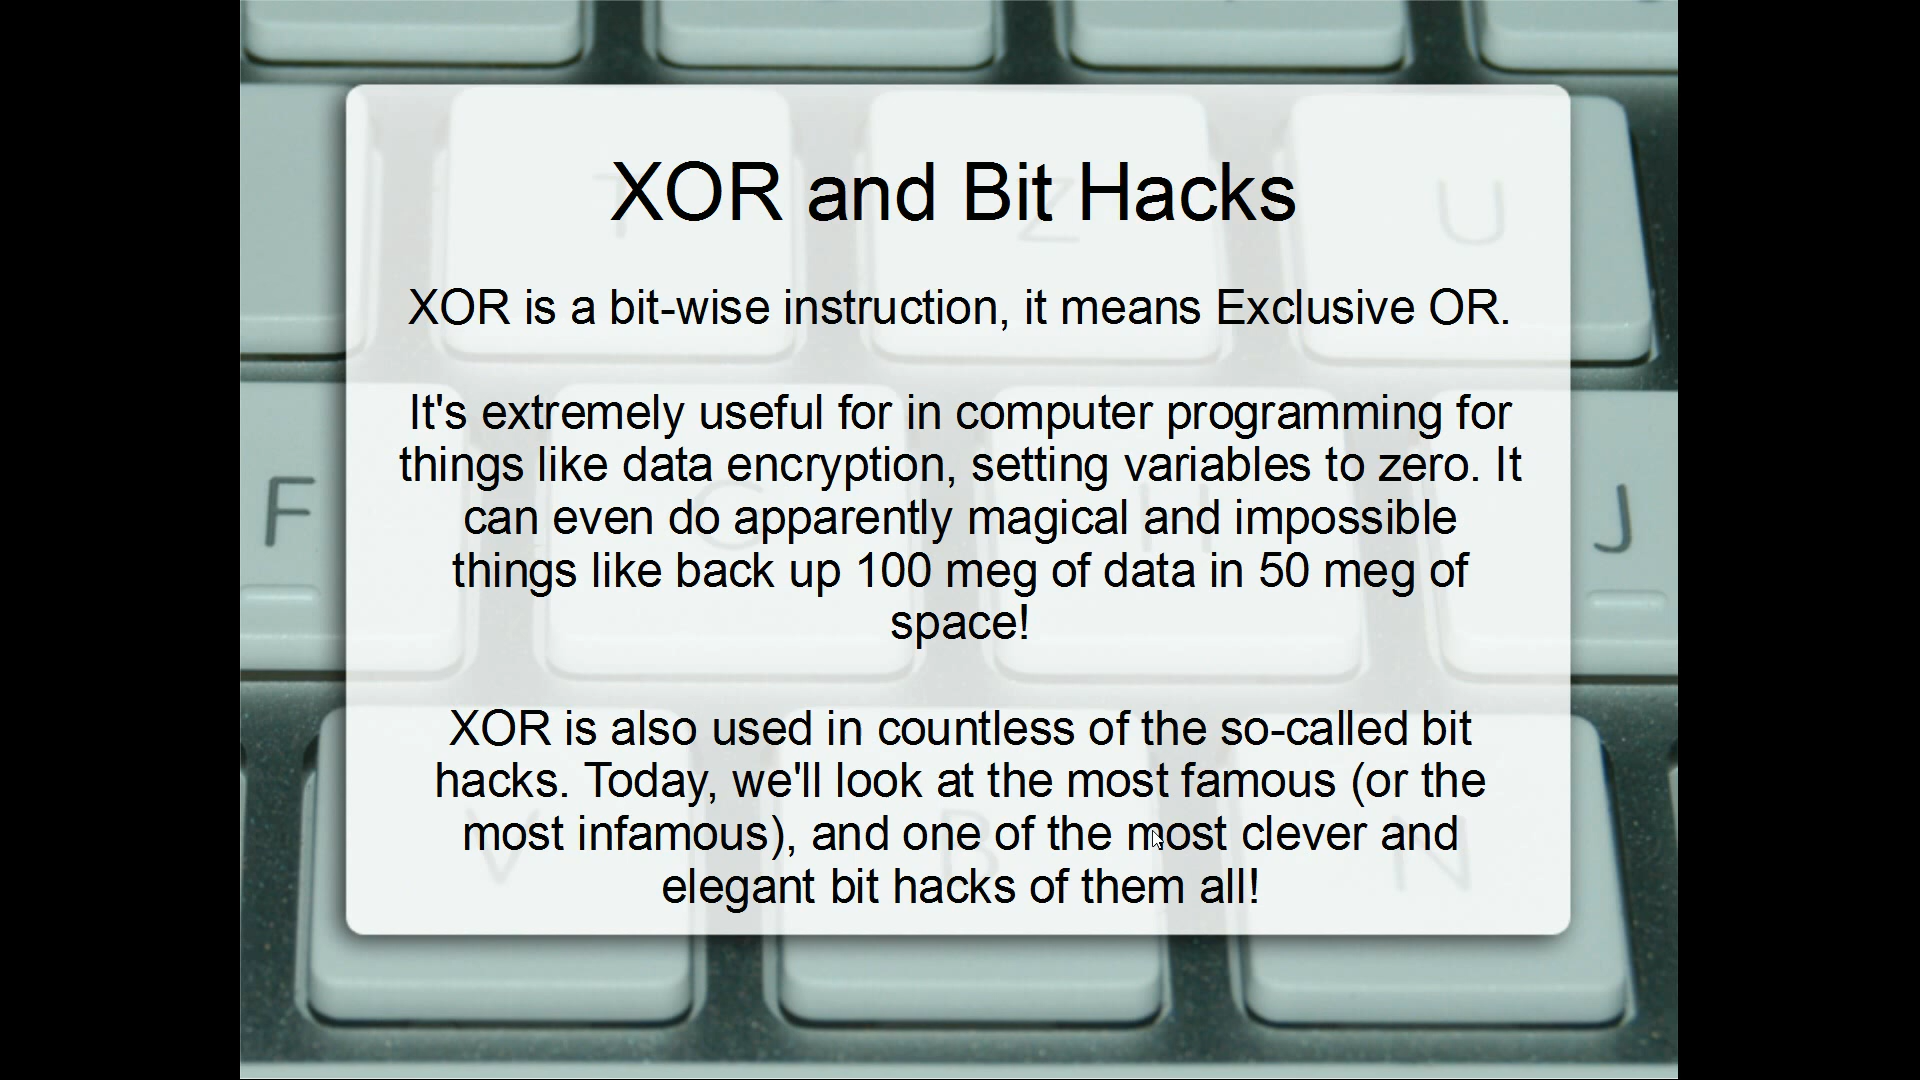 XOR and Bit Hacks
XOR is a bit-wise instruction, it means Exclusive OR.
It's extremely useful for in computer programming for
things like data encryption, setting variables to zero. It
can even do apparently magical and impossible
things like back up 100 meg of data in 50 meg of
space!
XOR is also used in countless of the so-called bit
hacks. Today, we'll look at the most famous (or the
most infamous), and one of the most clever and
elegant bit hacks of them all!
T
Z
U
F
G
H
J
V
B
N